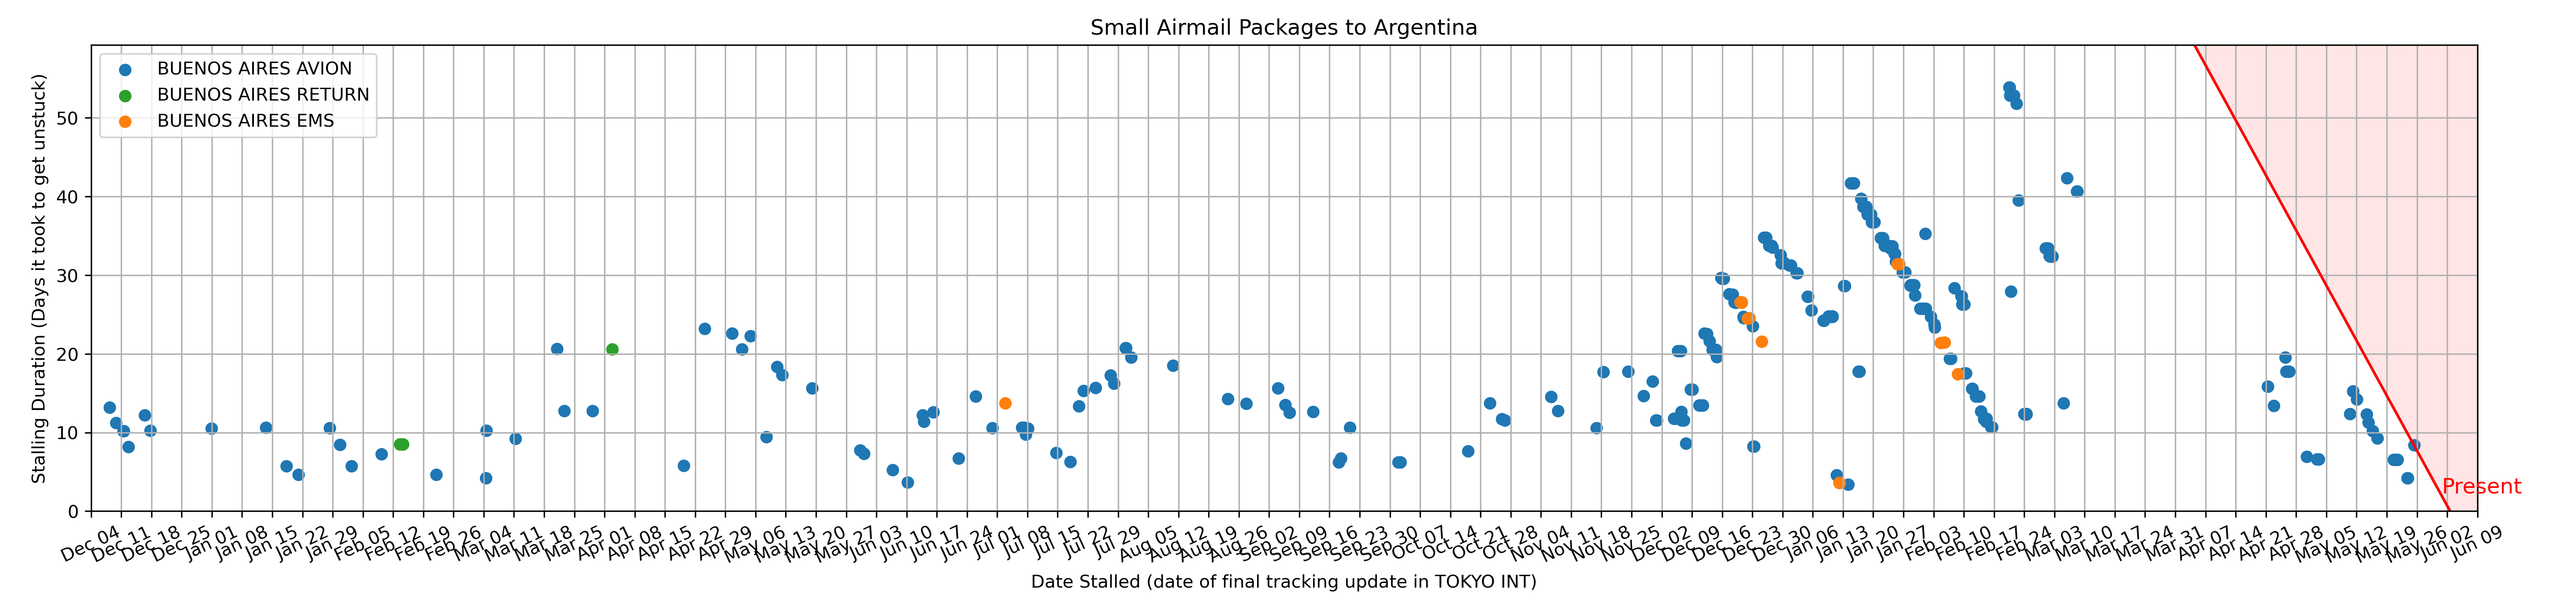 Small Airmail Packages to Argentina
BUENOS AIRES AVION
BUENOS AIRES RETURN
BUENOS AIRES EMS
Stalling Duration (Days it took to get unstuck)
50
40
30
20
10
0
Present
Dec 04 Dec 11 Dec 18 Dec 25 Jan 01 Jan 08 Jan 15 Jan 22 Jan 29 Feb 05 Feb 12 Feb 19 Feb 26 Mar 04 Mar 11 Mar 18 Mar 25 Apr 01 Apr 08 Apr 15 Apr 22 Apr 29 May 06 May 13 May 20 May 27 Jun 03 Jun 10 Jun 17 Jun 24 Jul 01 Jul 08 Jul 15 Jul 22 Jul 29 Aug 05 Aug 12 Aug 19 Aug 26 Sep 02 Sep 09 Sep 16 Sep 23 Sep 30 Oct 07 Oct 14 Oct 21 Oct 28 Nov 04 Nov 11 Nov 18 Nov 25 Dec 02 Dec 09 Dec 16 Dec 23 Dec 30 Jan 06 Jan 13 Jan 20 Jan 27 Feb 03 Feb 10 Feb 17 Feb 24 Mar 03 Mar 10 Mar 17 Mar 24 Mar 31 Apr 07 Apr 14 Apr 21 Apr 28 May 05 May 12 May 19 May 26 Jun 02 Jun 09
Date Stalled (date of final tracking update in TOKYO INT)